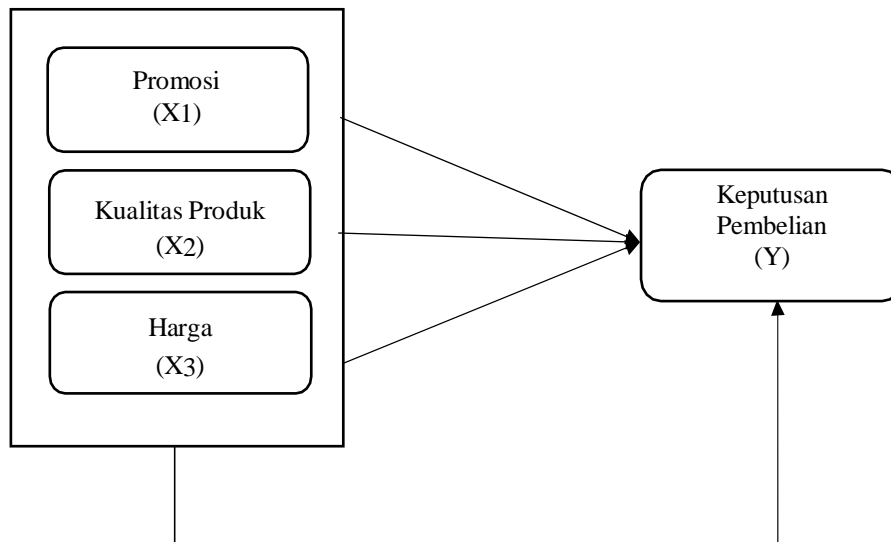 Promosi
(X1)
Kualitas Produk
(X2)
Harga
(X3)
Keputusan
Pembelian
(Y)